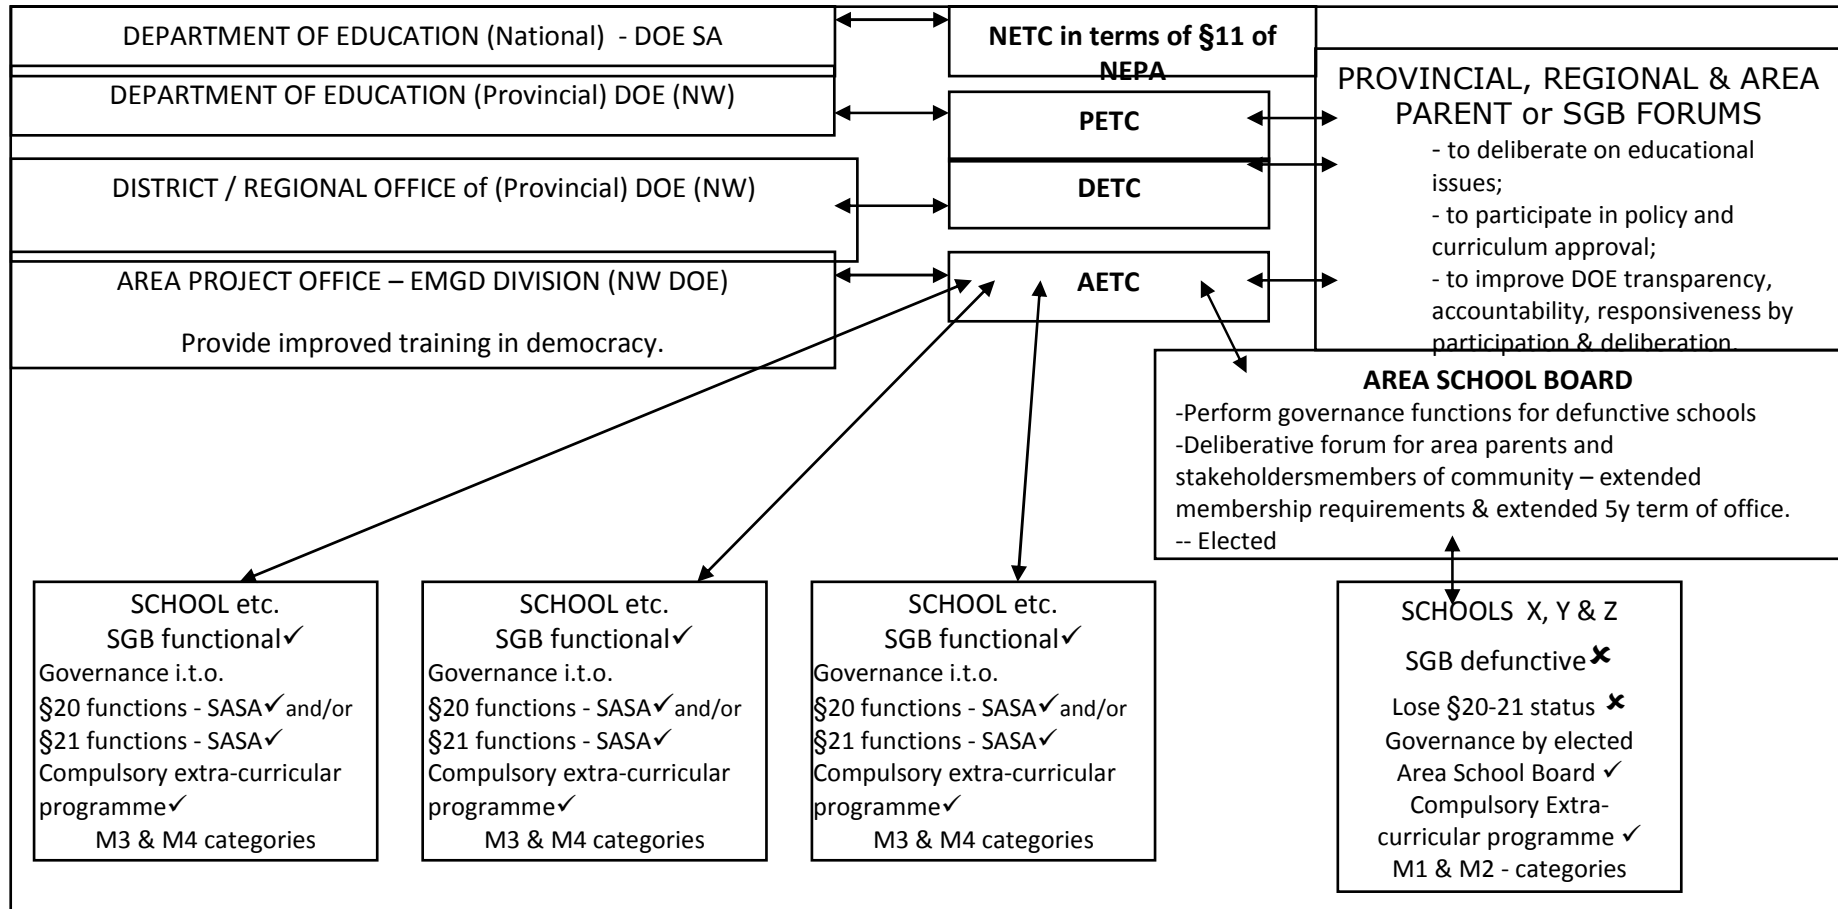 DEPARTMENT OF EDUCATION (National)  - DOE SA
NETC in terms of §11 of
NEPA
DEPARTMENT OF EDUCATION (Provincial) DOE (NW)
PETC
PROVINCIAL, REGIONAL & AREA
PARENT or SGB FORUMS
- to deliberate on educational
issues;
- to participate in policy and
curriculum approval;
- to improve DOE transparency,
accountability, responsiveness by
participation & deliberation.
DISTRICT / REGIONAL OFFICE of (Provincial) DOE (NW)
DETC
AREA PROJECT OFFICE – EMGD DIVISION (NW DOE)
Provide improved training in democracy.
AETC
AREA SCHOOL BOARD
-Perform governance functions for defunctive schools
-Deliberative forum for area parents and
stakeholdersmembers of community – extended
membership requirements & extended 5y term of office.
-- Elected
SCHOOL etc.
SGB functional✓
Governance i.t.o.
§20 functions - SASA✓and/or
§21 functions - SASA✓
Compulsory extra-curricular
programme✓
M3 & M4 categories
SCHOOL etc.
SGB functional✓
Governance i.t.o.
§20 functions - SASA✓and/or
§21 functions - SASA✓
Compulsory extra-curricular
programme✓
M3 & M4 categories
SCHOOL etc.
SGB functional✓
Governance i.t.o.
§20 functions - SASA✓and/or
§21 functions - SASA✓
Compulsory extra-curricular
programme✓
M3 & M4 categories
SCHOOLS  X, Y & Z
SGB defunctive✘
Lose §20-21 status ✘
Governance by elected
Area School Board ✓
Compulsory Extra-
curricular programme ✓
M1 & M2 - categories